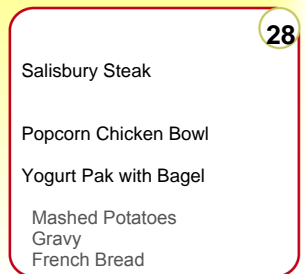 28
Salisbury Steak
Popcorn Chicken Bowl
Yogurt Pak with Bagel
Mashed Potatoes
Gravy
French Bread